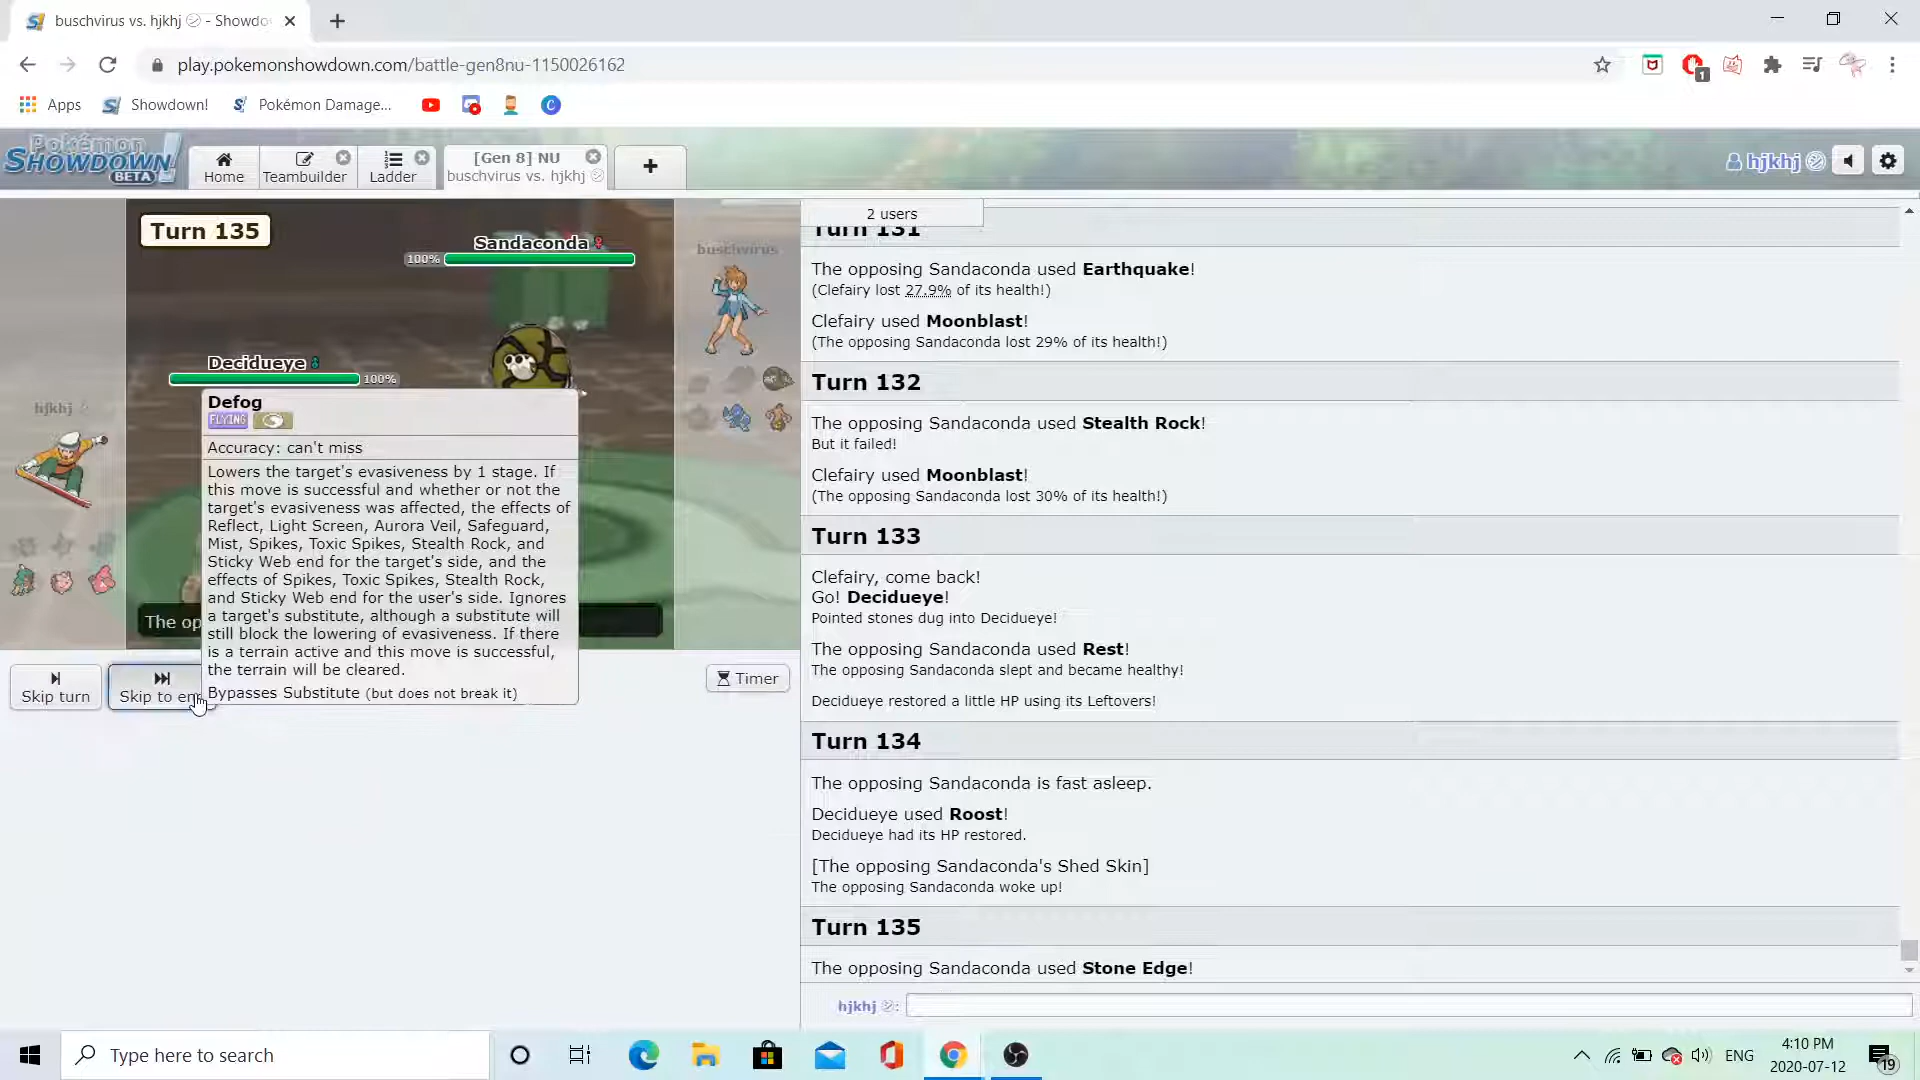 buschvirus vs. hjkhj - Showdo
play.pokemonshowdown.com/battle-gen8nu-1150026162
1
Apps
Showdown!
Pokémon Damage...
Pokémon
SHOWDOWN!
BETA
Home
Teambuilder
Ladder
[Gen 8] NU
buschvirus vs. hjkhj
hjkhj
Turn 135
Sandaconda
100%
Decidueye
100%
buschvirus
hjkhj
Defog
FLYING
Accuracy: can't miss
Lowers the target's evasiveness by 1 stage. If
this move is successful and whether or not the
target's evasiveness was affected, the effects of
Reflect, Light Screen, Aurora Veil, Safeguard,
Mist, Spikes, Toxic Spikes, Stealth Rock, and
Sticky Web end for the target's side, and the
effects of Spikes, Toxic Spikes, Stealth Rock,
and Sticky Web end for the user's side. Ignores
a target's substitute, although a substitute will
still block the lowering of evasiveness. If there
is a terrain active and this move is successful,
the terrain will be cleared.
Bypasses Substitute (but does not break it)
The op
Skip turn
Skip to en
Timer
2 users
Turn 131
The opposing Sandaconda used Earthquake!
(Clefairy lost 27.9% of its health!)
Clefairy used Moonblast!
(The opposing Sandaconda lost 29% of its health!)
Turn 132
The opposing Sandaconda used Stealth Rock!
But it failed!
Clefairy used Moonblast!
(The opposing Sandaconda lost 30% of its health!)
Turn 133
Clefairy, come back!
Go! Decidueye!
Pointed stones dug into Decidueye!
The opposing Sandaconda used Rest!
The opposing Sandaconda slept and became healthy!
Decidueye restored a little HP using its Leftovers!
Turn 134
The opposing Sandaconda is fast asleep.
Decidueye used Roost!
Decidueye had its HP restored.
[The opposing Sandaconda's Shed Skin]
The opposing Sandaconda woke up!
Turn 135
The opposing Sandaconda used Stone Edge!
hjkhj :
Type here to search
ENG
4:10 PM
2020-07-12
19